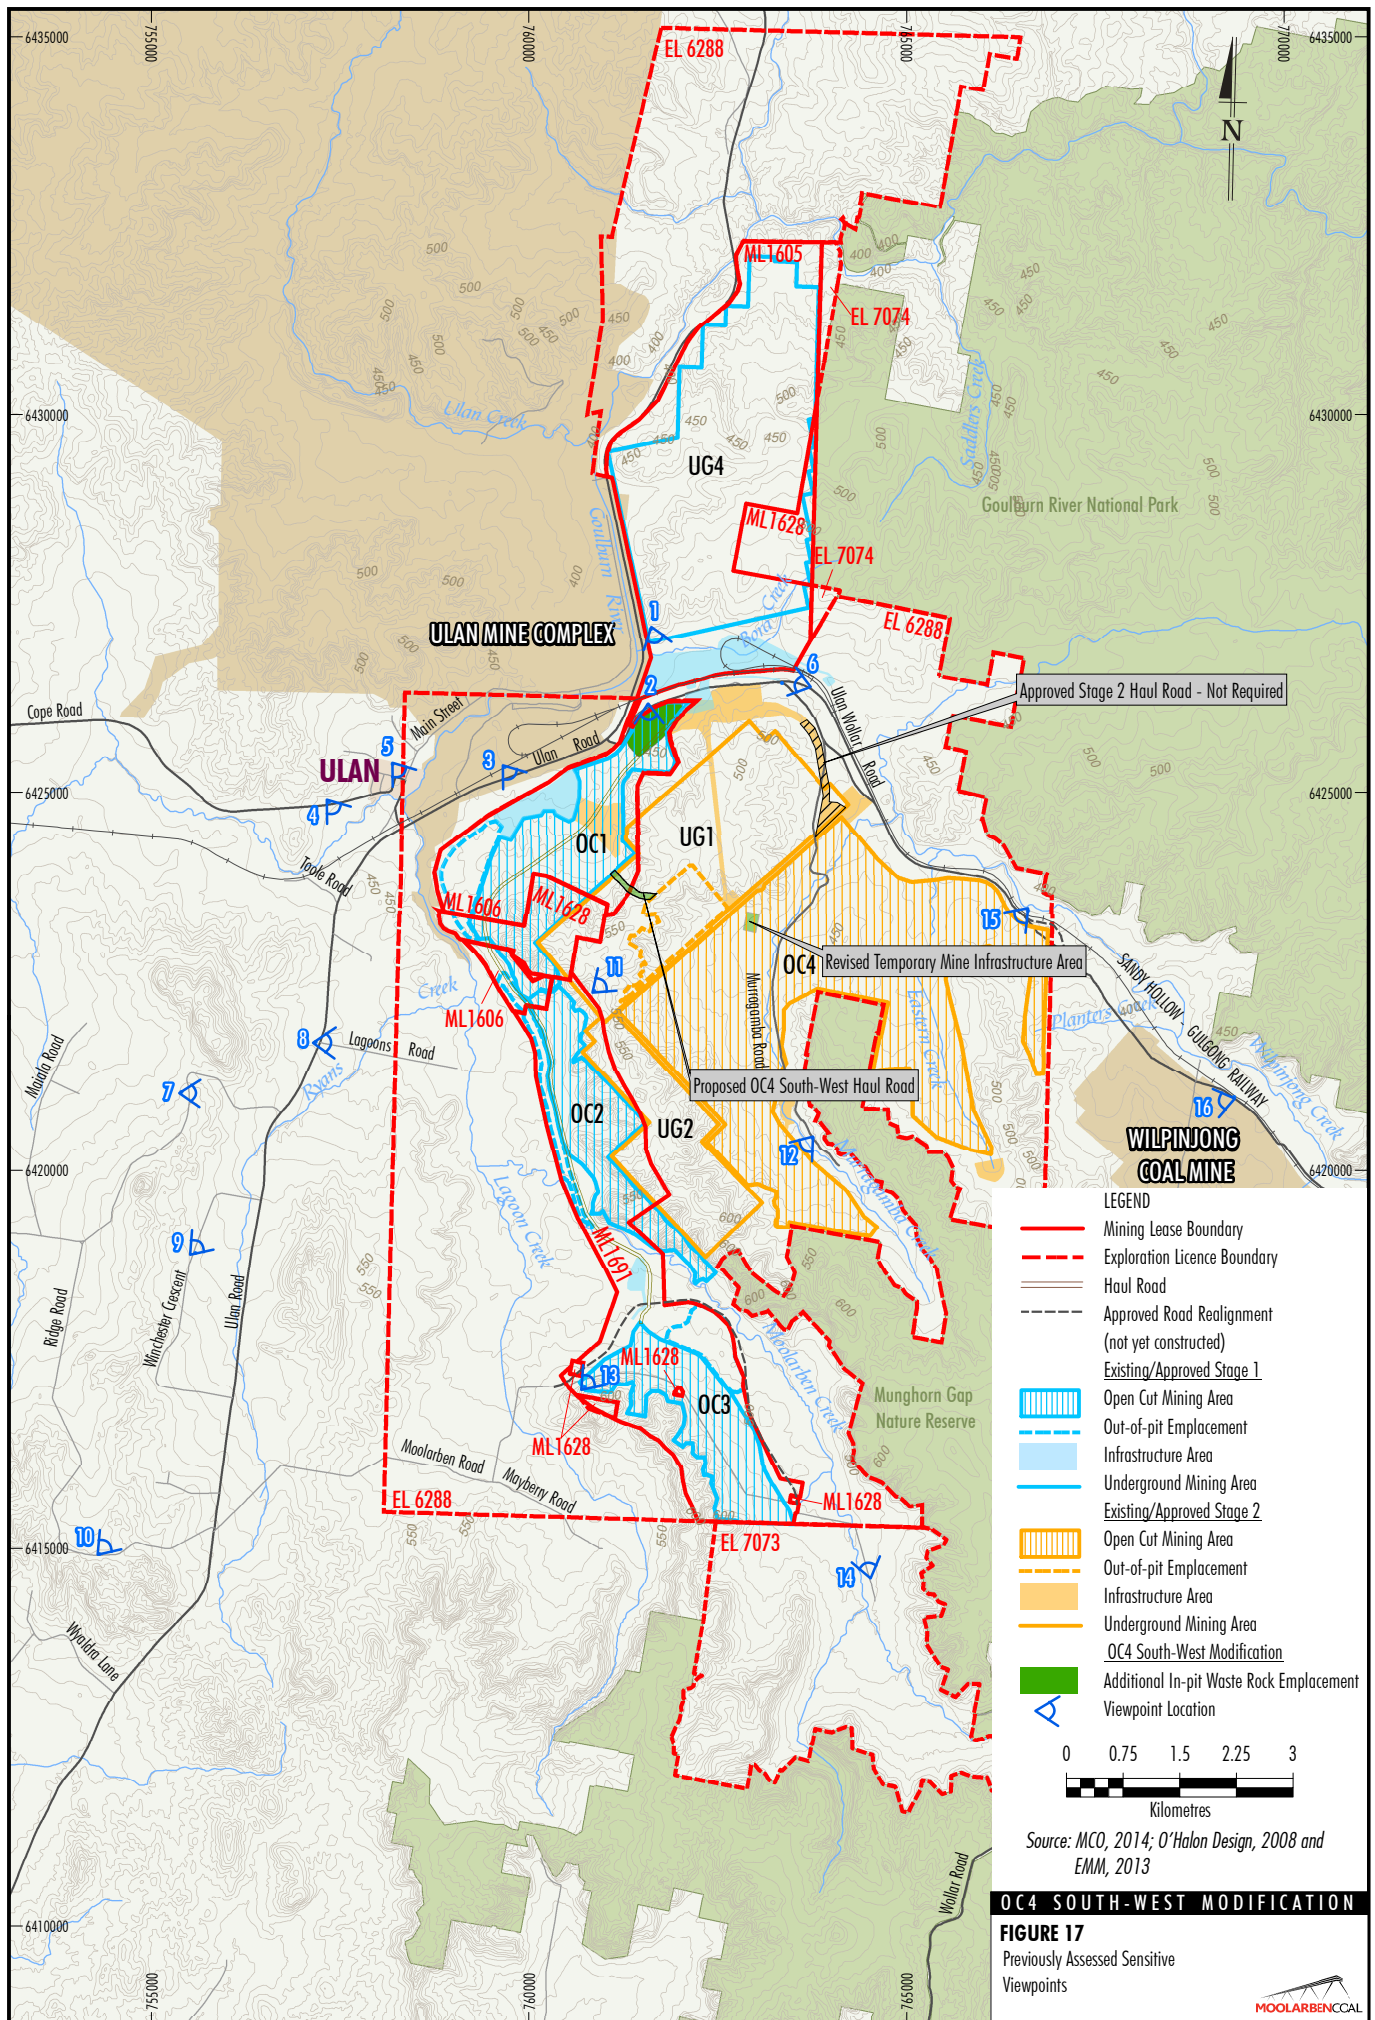 755000
760000
765000
770000
6435000
6435000
EL 6288
N
ML1605
EL 7074
Ulan Creek
6430000
6430000
Saddlers Creek
UG4
Goulburn River National Park
ML1628
Goulburn River
EL 7074
Bora Creek
EL 6288
ULAN MINE COMPLEX
1
6
2
Approved Stage 2 Haul Road - Not Required
Cope Road
Main Street
Ulan Road
Ulan Wollar Road
5
3
ULAN
4
6425000
6425000
OC1
UG1
Toole Road
ML1606
ML1628
15
OC4
Revised Temporary Mine Infrastructure Area
SANDY HOLLOW - GULGONG RAILWAY
11
Murragamba Road
Eastern Creek
Planters Creek
Wilpinjong Creek
ML1606
Ryans Creek
8
Lagoons Road
Maiala Road
7
Proposed OC4 South-West Haul Road
16
OC2
UG2
WILPINJONG
COAL MINE
12
Murragamba Creek
6420000
6420000
Lagoon Creek
9
ML1691
Ridge Road
Winchester Crescent
Ulan Road
Moolarben Creek
13
ML1628
OC3
Munghorn Gap
Nature Reserve
ML1628
Moolarben Road
Mayberry Road
EL 6288
ML1628
10
EL 7073
6415000
14
Wyaldra Lane
Wollar Road
6410000
755000
760000
765000
LEGEND
Mining Lease Boundary
Exploration Licence Boundary
Haul Road
Approved Road Realignment
(not yet constructed)
Existing/Approved Stage 1
Open Cut Mining Area
Out-of-pit Emplacement
Infrastructure Area
Underground Mining Area
Existing/Approved Stage 2
Open Cut Mining Area
Out-of-pit Emplacement
Infrastructure Area
Underground Mining Area
OC4 South-West Modification
Additional In-pit Waste Rock Emplacement
Viewpoint Location
0 0.75 1.5 2.25 3
Kilometres
Source: MCO, 2014; O'Halon Design, 2008 and
EMM, 2013
OC4 SOUTH-WEST MODIFICATION
FIGURE 17
Previously Assessed Sensitive
Viewpoints
MOOLARBENCOAL